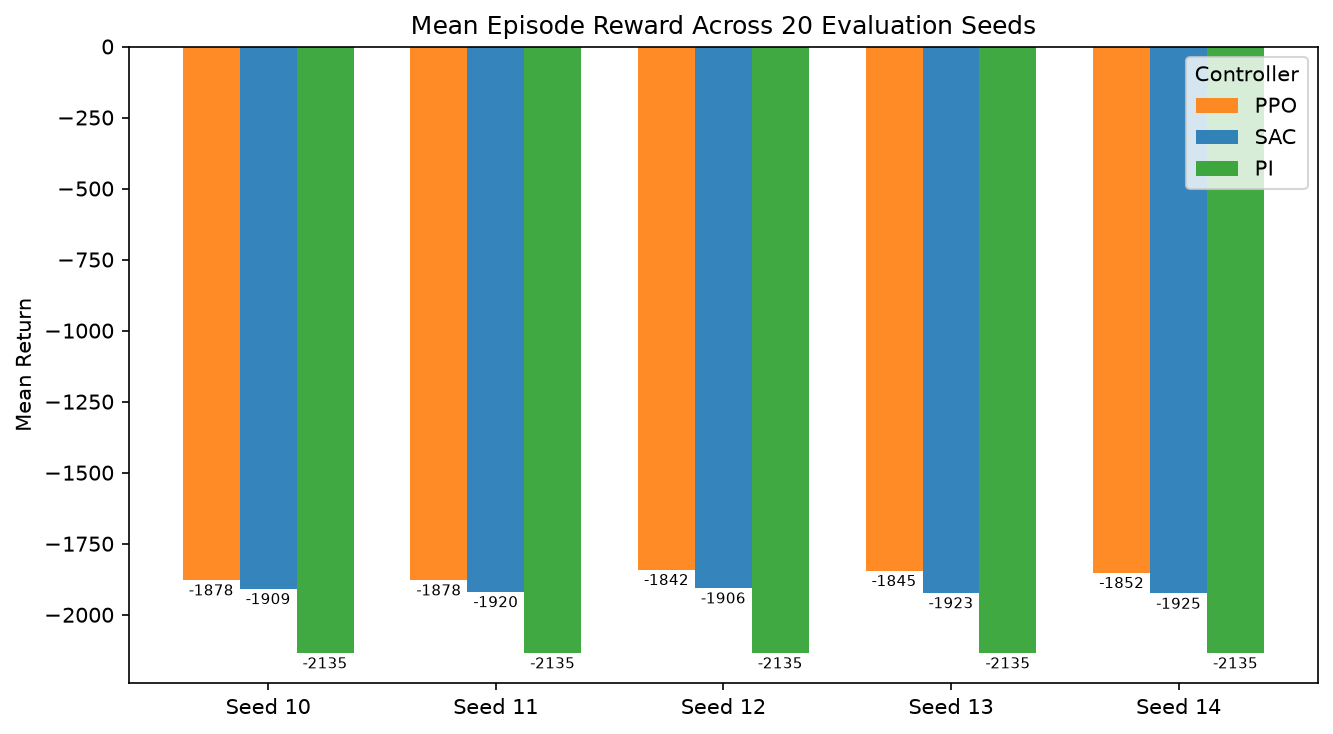 Mean Episode Reward Across 20 Evaluation Seeds
Mean Return
0
−250
−500
−750
−1000
−1250
−1500
−1750
−2000
Controller
PPO
SAC
PI
-1878
-1909
-2135
-1878
-1920
-2135
-1842
-1906
-2135
-1845
-1923
-2135
-1852
-1925
-2135
Seed 10
Seed 11
Seed 12
Seed 13
Seed 14